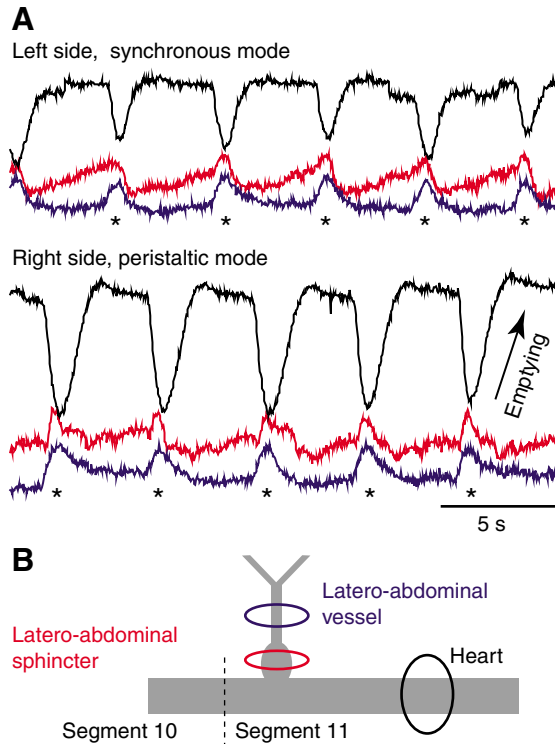 A
Left side, synchronous mode
* * * * *
Right side, peristaltic mode
Emptying
* * * * *
5 s
B
Latero-abdominal
vessel
Latero-abdominal
sphincter
Heart
Segment 10
Segment 11